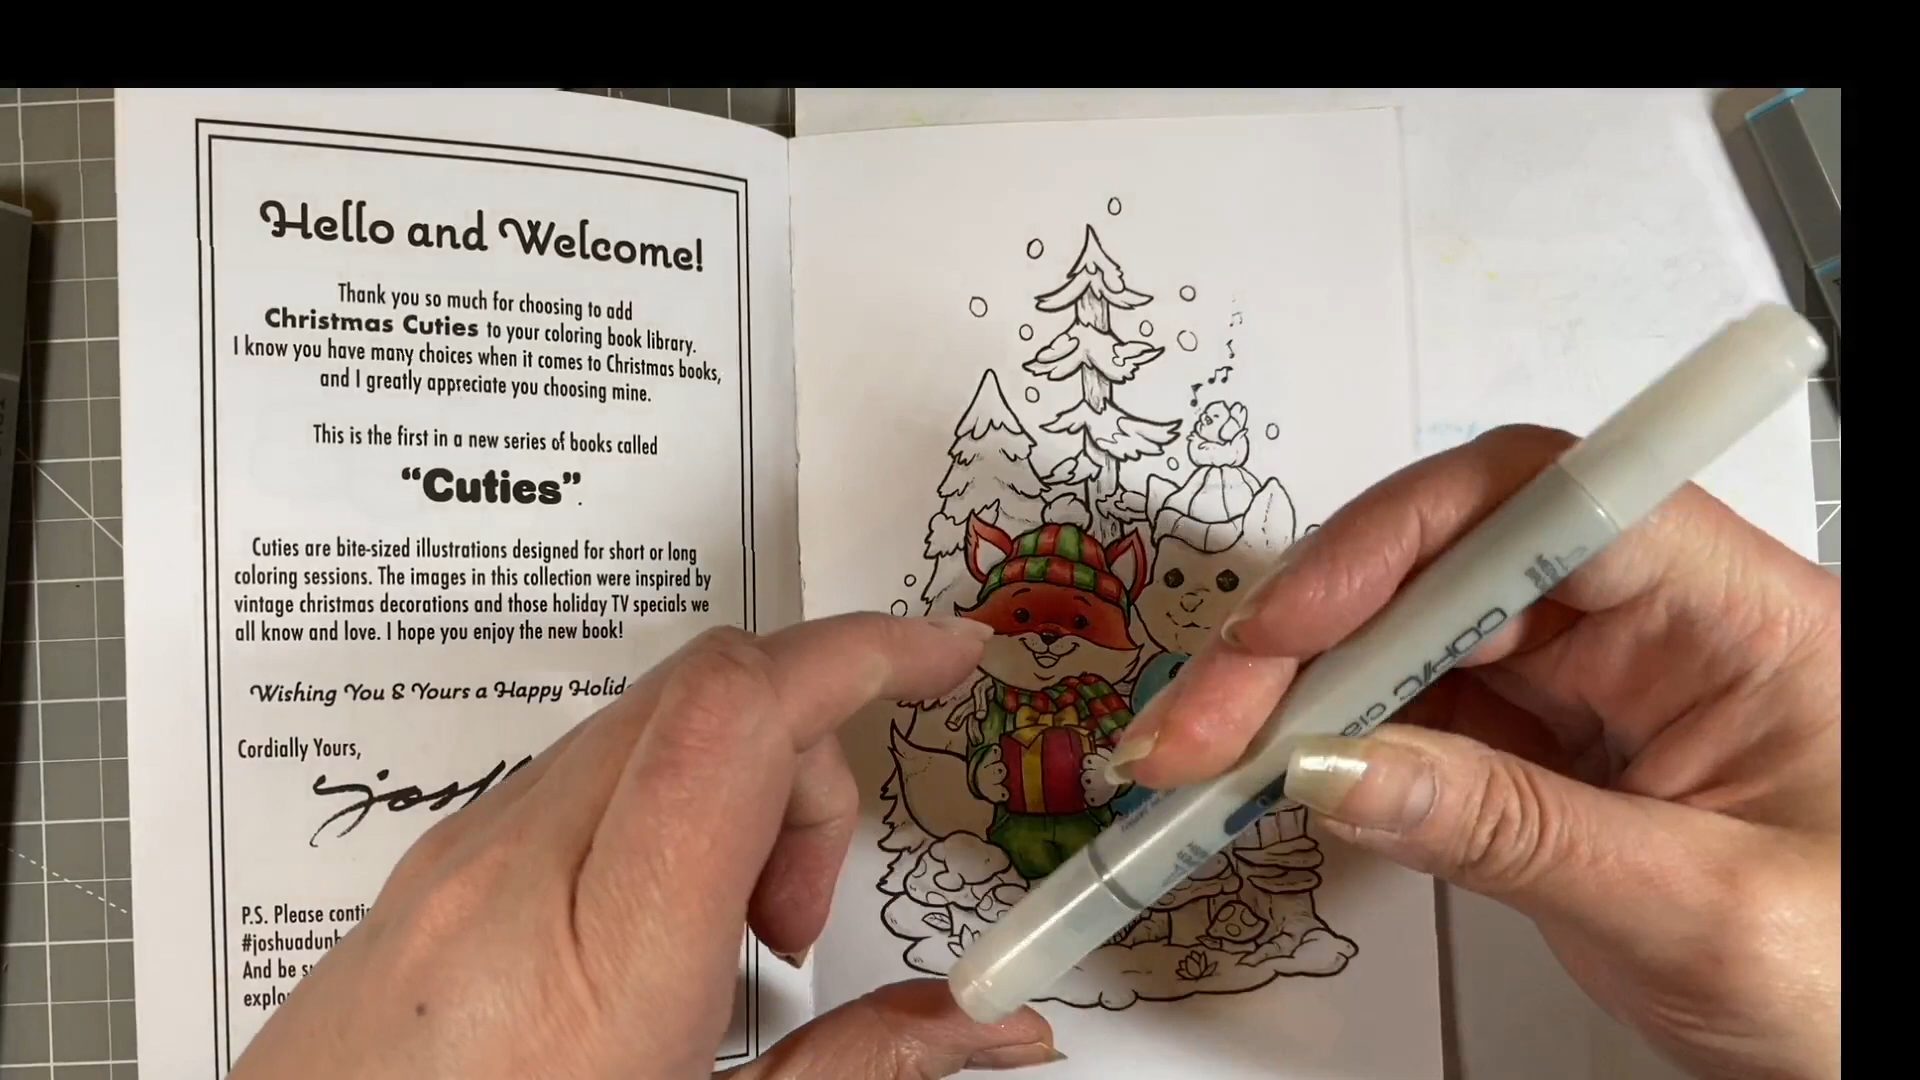 Hello and Welcome!
Thank you so much for choosing to add
Christmas Cuties to your coloring book library.
I know you have many choices when it comes to Christmas books,
and I greatly appreciate you choosing mine.
This is the first in a new series of books called
“Cuties”.
Cuties are bite-sized illustrations designed for short or long
coloring sessions. The images in this collection were inspired by
vintage christmas decorations and those holiday TV specials we
all know and love. I hope you enjoy the new book!
Wishing You & Yours a Happy Holid
Cordially Yours,
Josh
P.S. Please conti
#joshuadun
And be s
explo
COPIC ciao